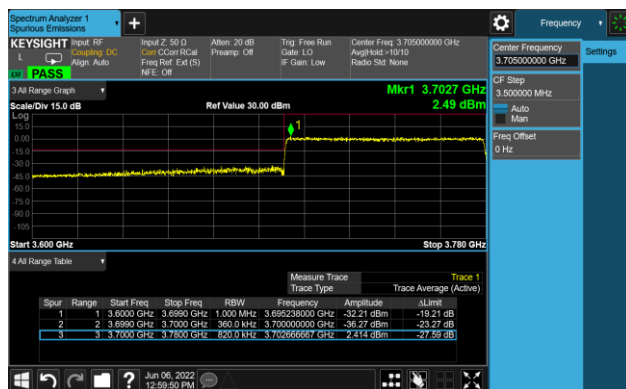 Spectrum Analyzer 1
Spurious Emissions
Frequency
KEYSIGHT Input: RF Input Z: 50 Ω Atten: 20 dB Trig: Free Run Center Freq: 3.705000000 GHz
L Coupling: DC Corr CCorr RCal Preamp: Off Gate: LO Avg|Hold:>10/10
Align: Auto Freq Ref: Ext (S) IF Gain: Low Radio Std: None
LXI PASS NFE: Off
Center Frequency
3.705000000 GHz
Settings
CF Step
3.500000 MHz
Auto
Man
Freq Offset
0 Hz
3 All Range Graph
Mkr1 3.7027 GHz
Scale/Div 15.0 dB Ref Value 30.00 dBm 2.49 dBm
Log
15.0
0.00
-15.0
-30.0
-45.0
-60.0
-75.0
-90.0
-105
1
Start 3.600 GHz Stop 3.780 GHz
4 All Range Table
Measure Trace Trace 1
Trace Type Trace Average (Active)
Spur Range Start Freq Stop Freq RBW Frequency Amplitude ΔLimit
1 1 3.6000 GHz 3.6990 GHz 1.000 MHz 3.695238000 GHz -32.21 dBm -19.21 dB
2 2 3.6990 GHz 3.7000 GHz 360.0 kHz 3.700000000 GHz -36.27 dBm -23.27 dB
3 3 3.7000 GHz 3.7800 GHz 820.0 kHz 3.702666667 GHz 2.414 dBm -27.59 dB
?
Jun 06, 2022
12:59:50 PM